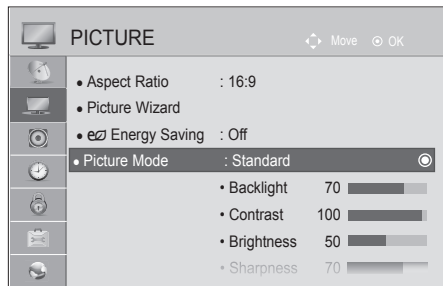 PICTURE Move OK
• Aspect Ratio : 16:9
• Picture Wizard
• Energy Saving : Off
• Picture Mode : Standard
• Backlight 70
• Contrast 100
• Brightness 50
• Sharpness 70